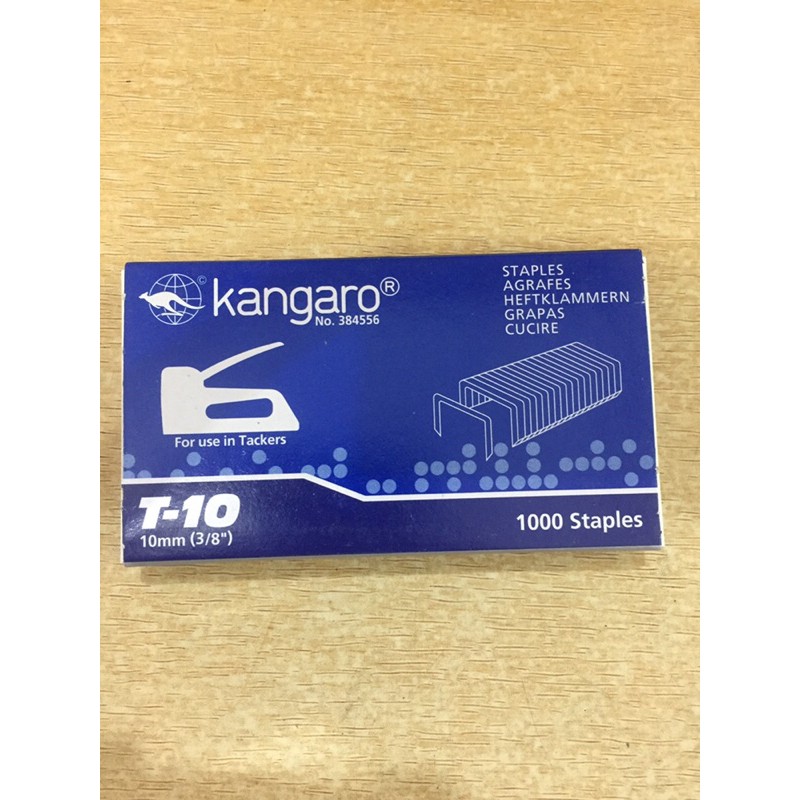 ©
kangaro®
No. 384556
STAPLES
AGRAFES
HEFTKLAMMERN
GRAPAS
CUCIRE
For use in Tackers
T-10
10mm (3/8")
1000 Staples